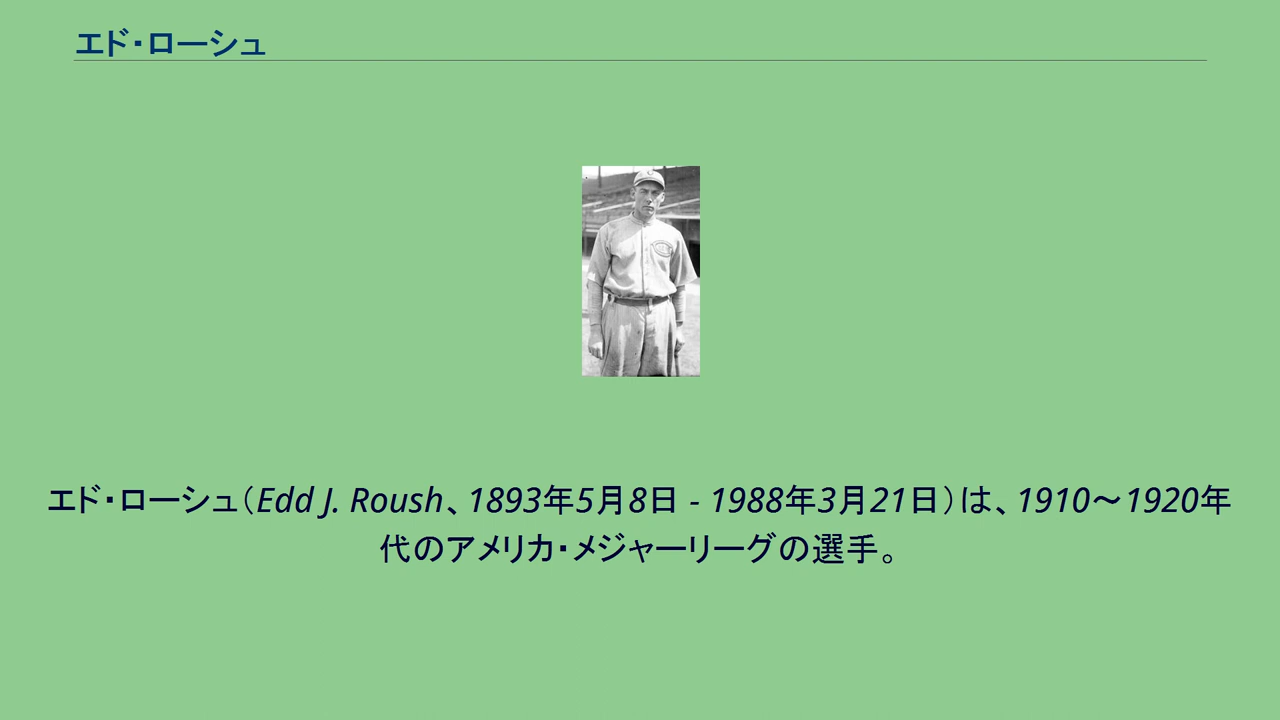 エド・ローシュ
エド・ローシュ（Edd J. Roush、1893年5月8日 - 1988年3月21日）は、1910〜1920年
代のアメリカ・メジャーリーグの選手。